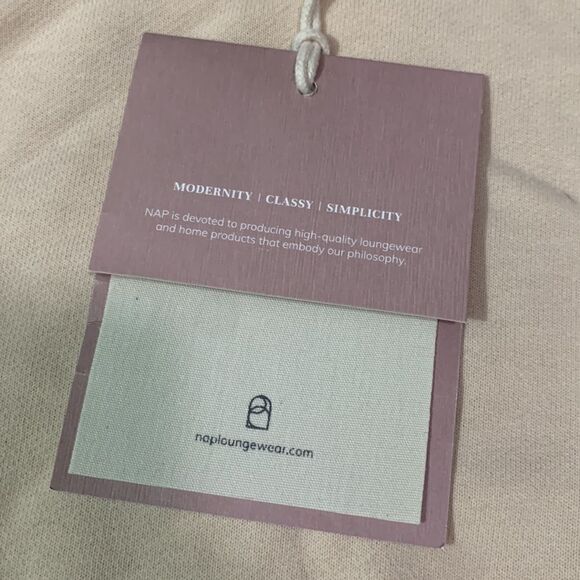 MODERNITY | CLASSY | SIMPLICITY
NAP is devoted to producing high-quality loungewear
and home products that embody our philosophy.
naploungewear.com